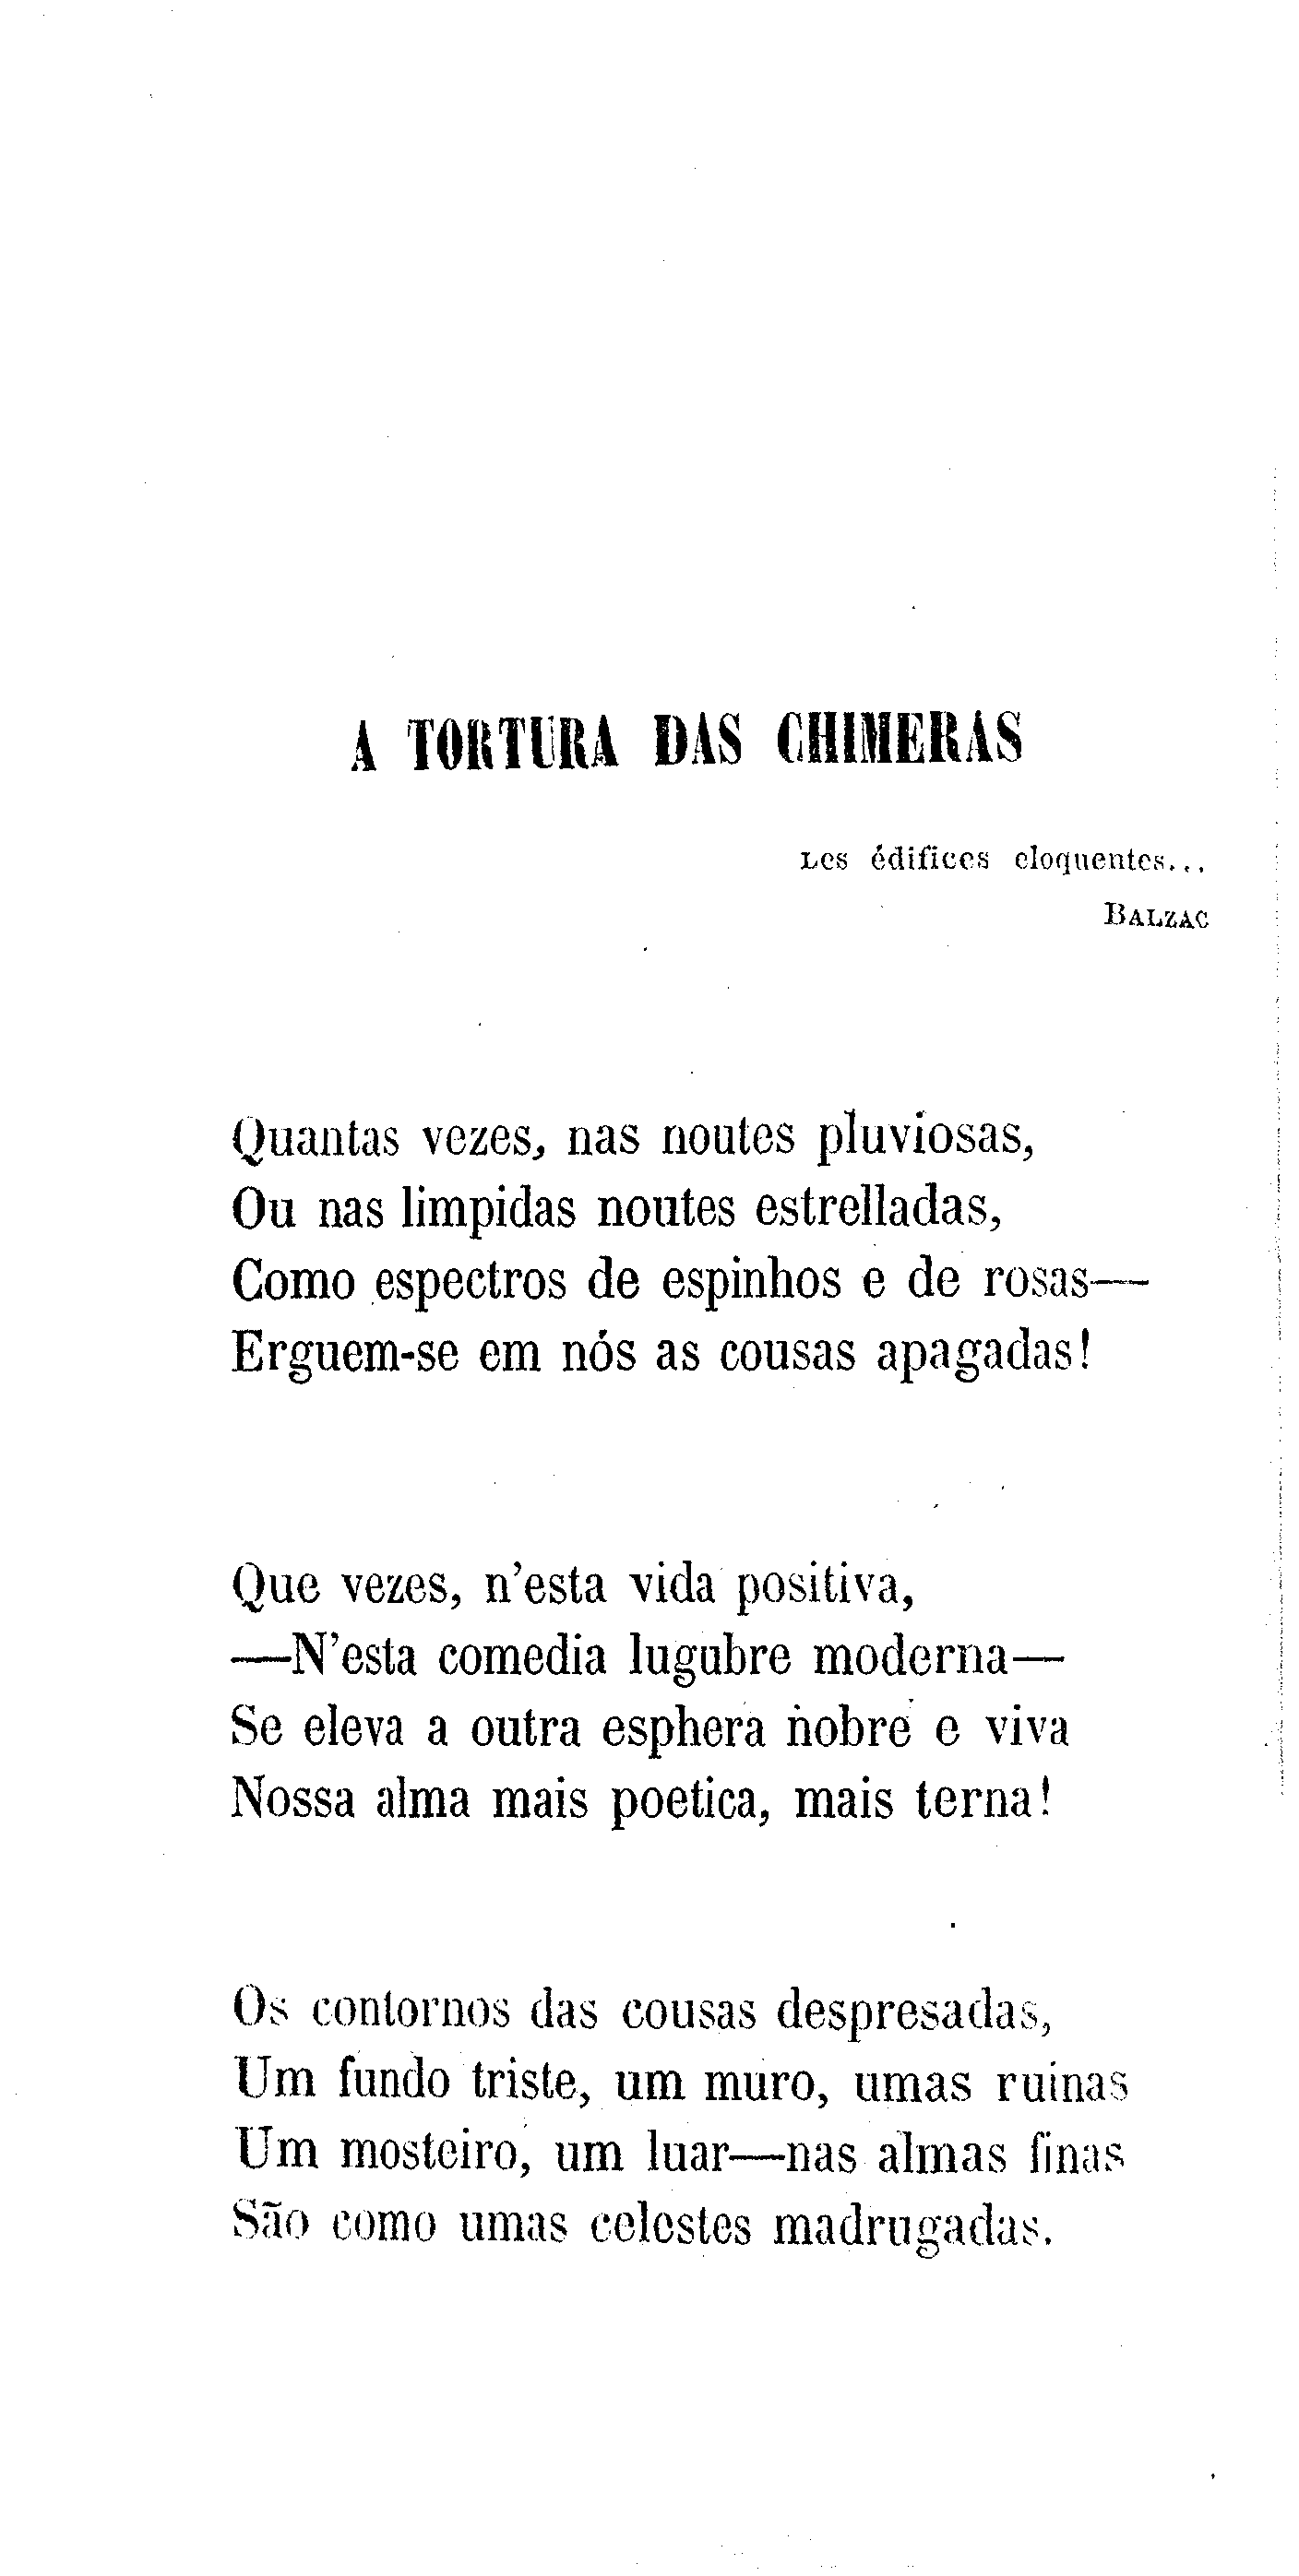 A TORTURA DAS CHIMERAS
Les édifices eloquentes...
BALZAC
Quantas vezes, nas noutes pluviosas,
Ou nas limpidas noutes estrelladas,
Como espectros de espinhos e de rosas—
Erguem-se em nós as cousas apagadas!
Que vezes, n'esta vida positiva,
—N'esta comedia lugubre moderna—
Se eleva a outra esphera nobre e viva
Nossa alma mais poetica, mais terna!
Os contornos das cousas despresadas,
Um fundo triste, um muro, umas ruinas
Um mosteiro, um luar—nas almas finas
São como umas celestes madrugadas.